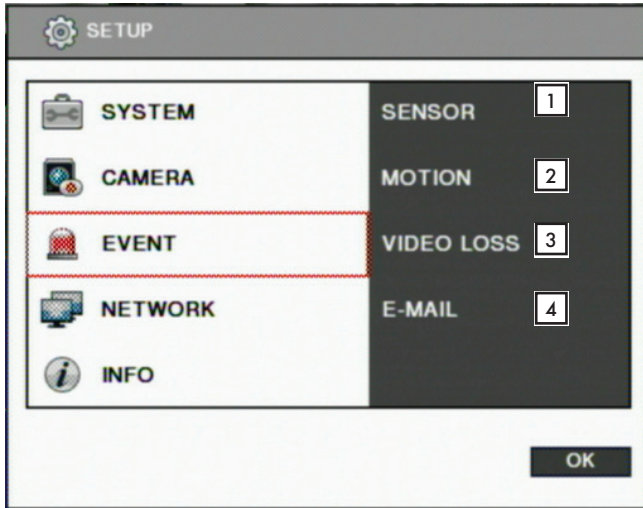 SETUP
SYSTEM
CAMERA
EVENT
NETWORK
INFO
SENSOR 1
MOTION 2
VIDEO LOSS 3
E-MAIL 4
OK